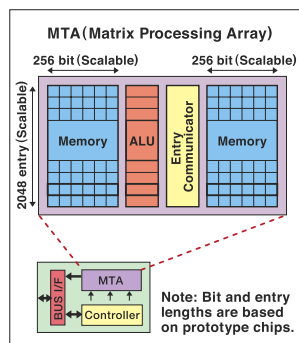 MTA(Matrix Processing Array)
256 bit(Scalable)
256 bit(Scalable)
2048 entry(Scalable)
Memory
ALU
Entry
Communicator
Memory
BUS I/F
MTA
Controller
Note: Bit and entry
lengths are based
on prototype chips.